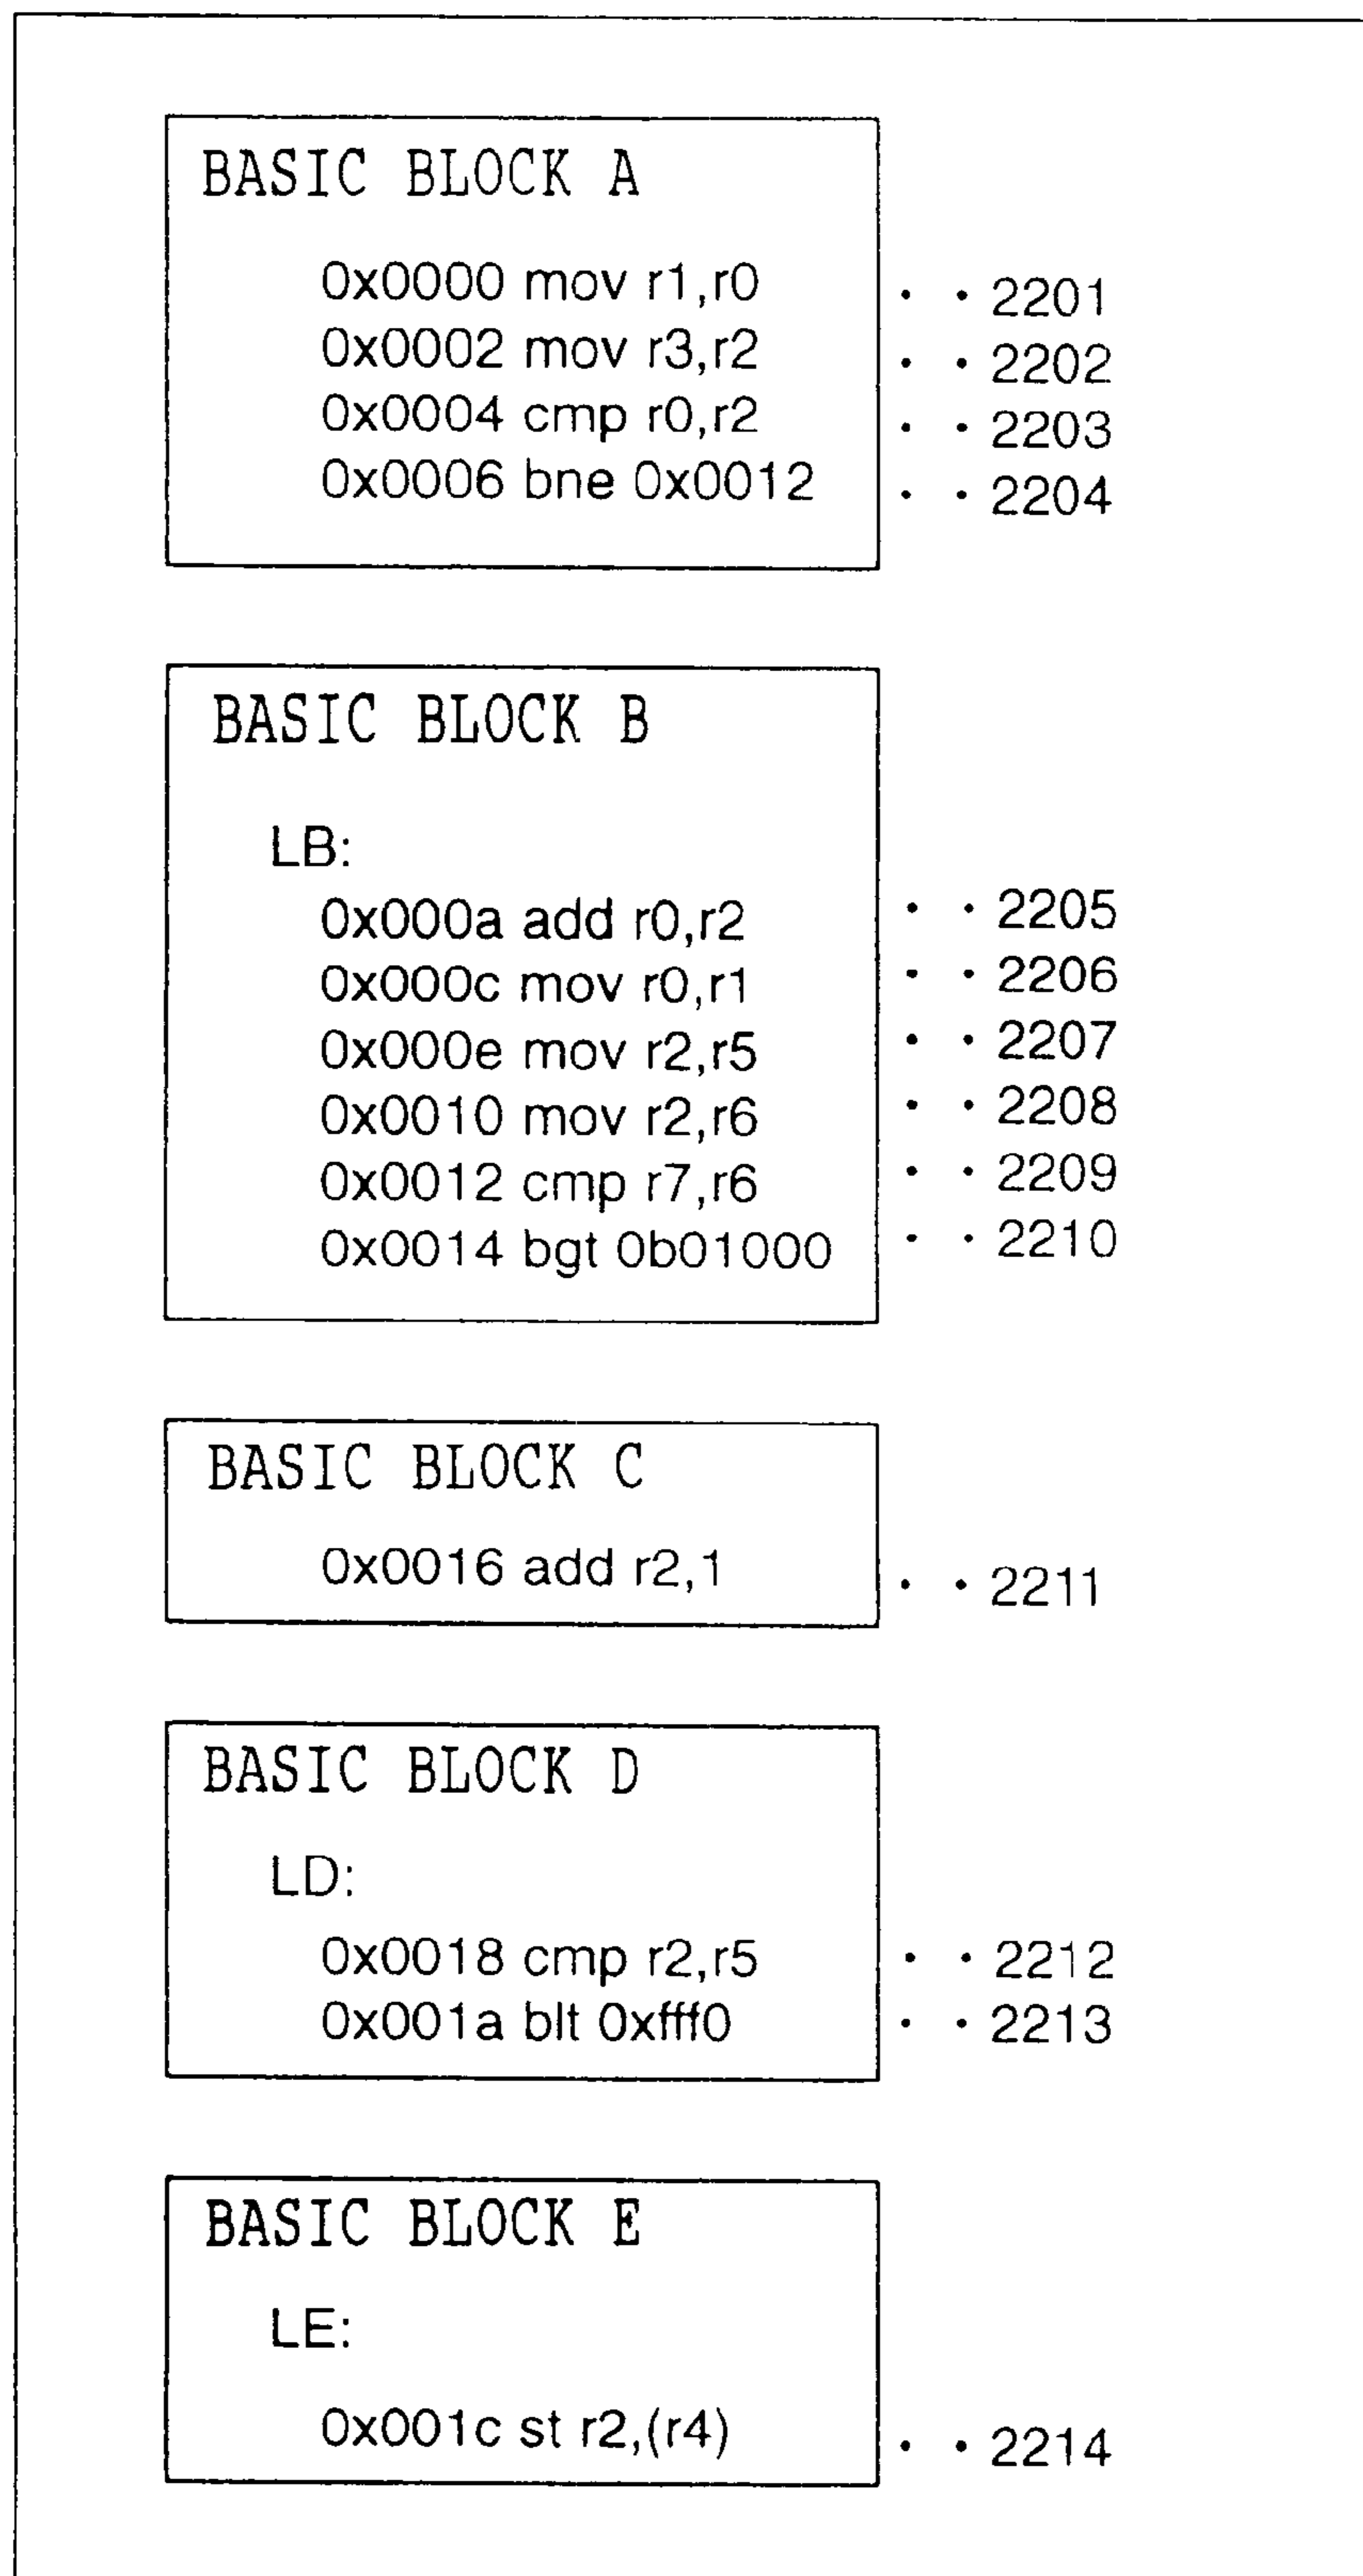 BASIC BLOCK A
0x0000 mov r1,r0 · · 2201
0x0002 mov r3,r2 · · 2202
0x0004 cmp r0,r2 · · 2203
0x0006 bne 0x0012 · · 2204
BASIC BLOCK B
LB:
0x000a add r0,r2 · · 2205
0x000c mov r0,r1 · · 2206
0x000e mov r2,r5 · · 2207
0x0010 mov r2,r6 · · 2208
0x0012 cmp r7,r6 · · 2209
0x0014 bgt 0b01000 · · 2210
BASIC BLOCK C
0x0016 add r2,1 · · 2211
BASIC BLOCK D
LD:
0x0018 cmp r2,r5 · · 2212
0x001a blt 0xfff0 · · 2213
BASIC BLOCK E
LE:
0x001c st r2,(r4) · · 2214